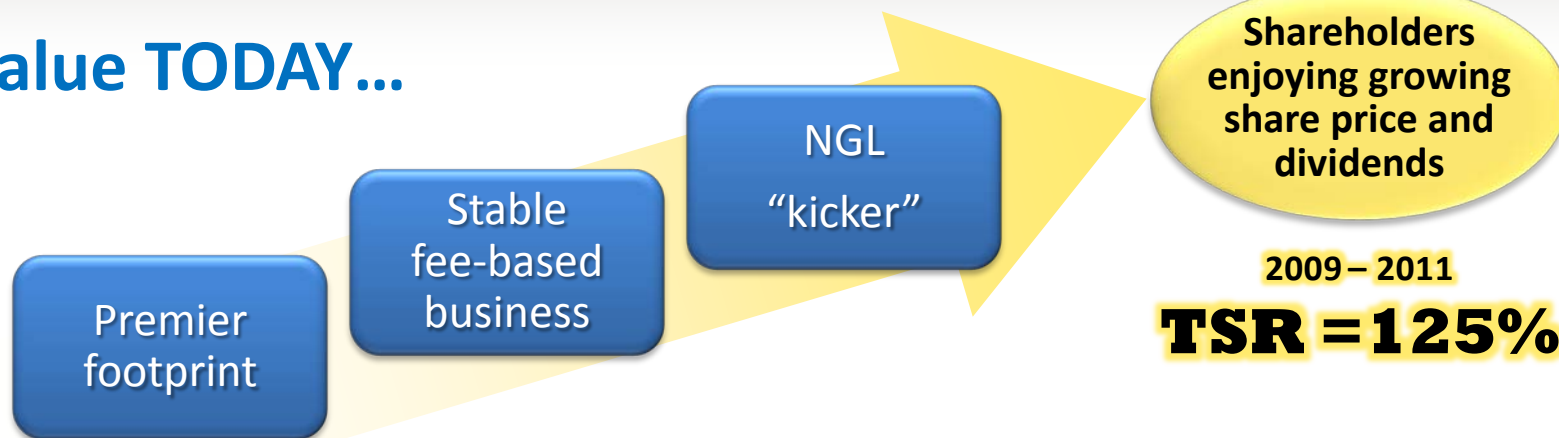 alue TODAY...
Premier
footprint
Stable
fee-based
business
NGL
“kicker”
Shareholders
enjoying growing
share price and
dividends
2009 – 2011
TSR =125%